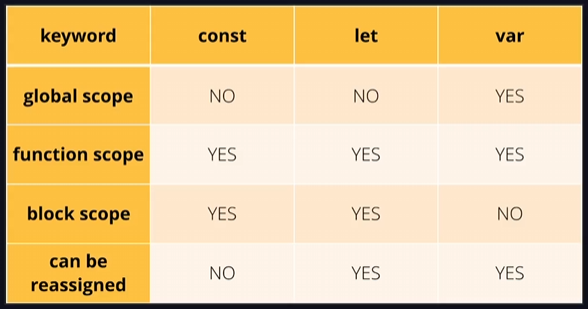 keyword const let var
global scope NO NO YES
function scope YES YES YES
block scope YES YES NO
can be
reassigned NO YES YES